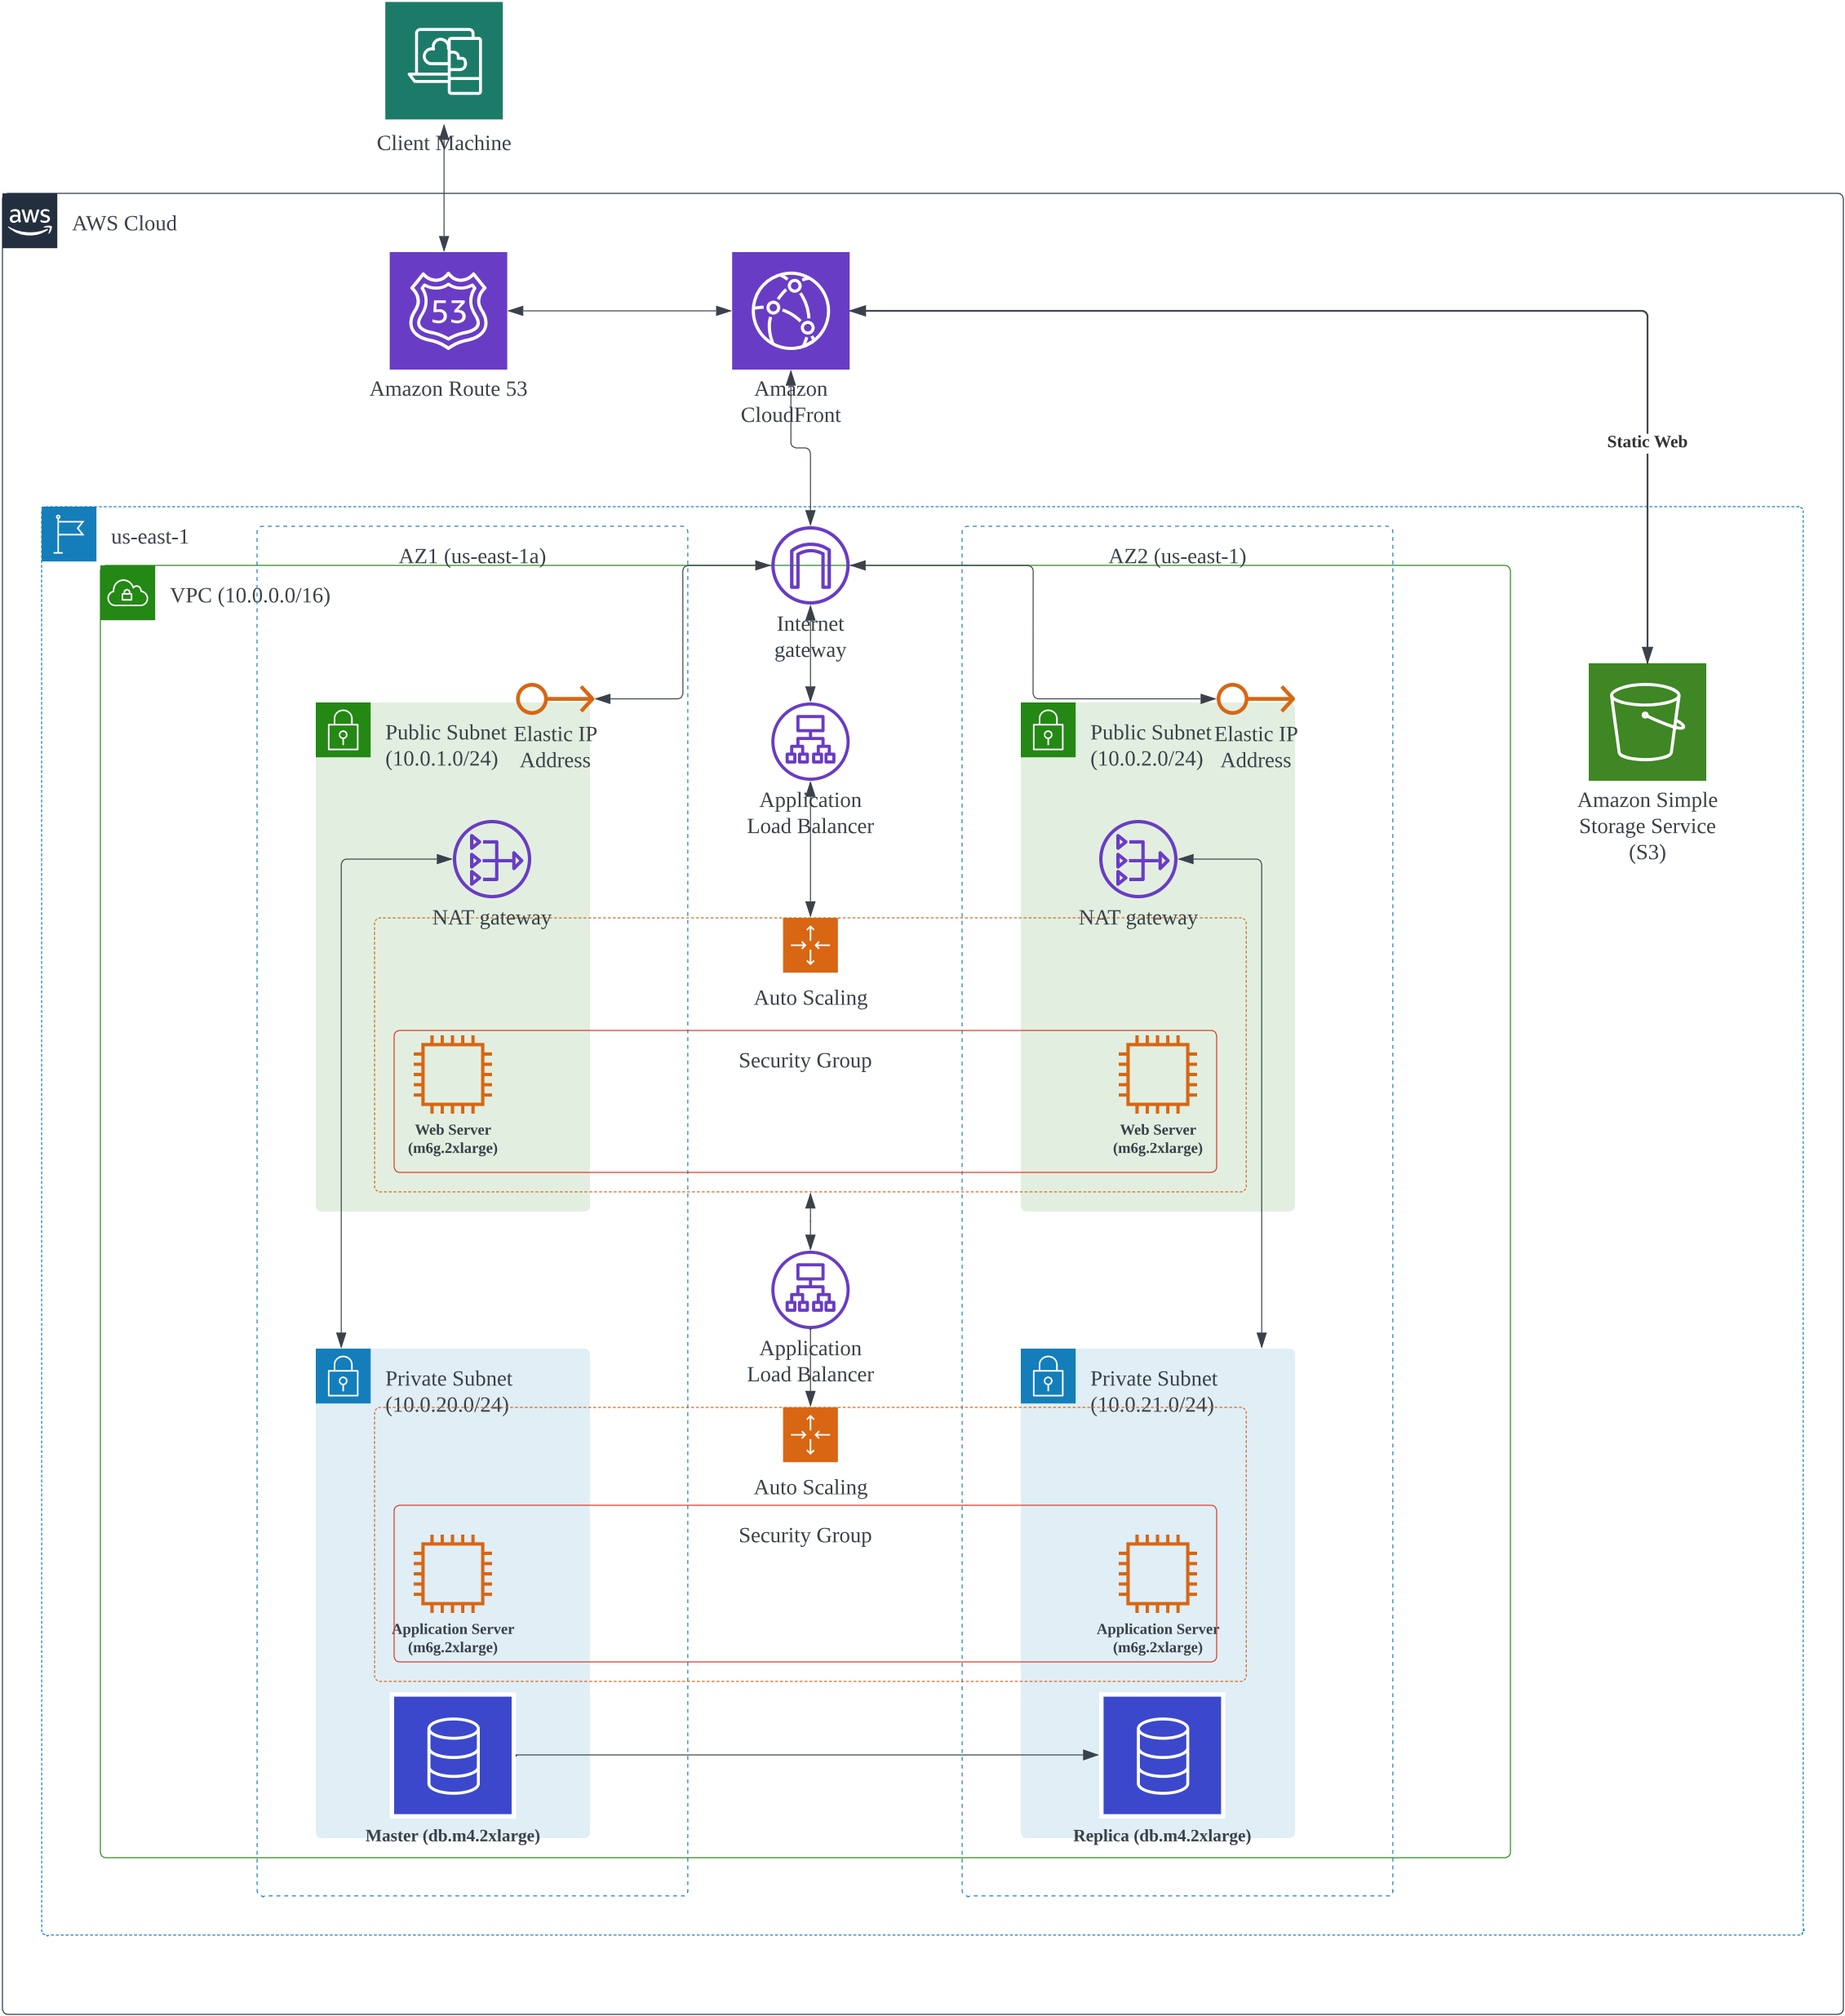 Client Machine
aws
AWS Cloud
53
Amazon Route 53
Amazon
CloudFront
Static Web
us-east-1
AZ1 (us-east-1a)
AZ2 (us-east-1)
VPC (10.0.0.0/16)
Internet
gateway
Public Subnet
(10.0.1.0/24)
Elastic IP
Address
Public Subnet
(10.0.2.0/24)
Elastic IP
Address
Application
Load Balancer
Amazon Simple
Storage Service
(S3)
NAT gateway
NAT gateway
Auto Scaling
Security Group
Web Server
(m6g.2xlarge)
Web Server
(m6g.2xlarge)
Application
Load Balancer
Private Subnet
(10.0.20.0/24)
Private Subnet
(10.0.21.0/24)
Auto Scaling
Security Group
Application Server
(m6g.2xlarge)
Application Server
(m6g.2xlarge)
Master (db.m4.2xlarge)
Replica (db.m4.2xlarge)